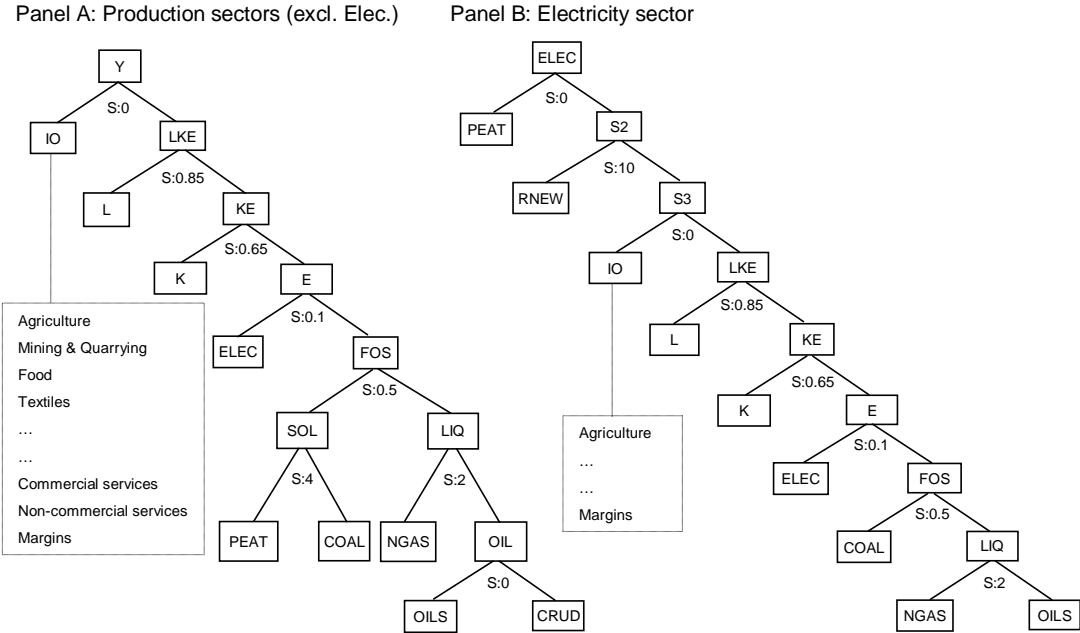 Panel A: Production sectors (excl. Elec.)
Y
S:0
IO
LKE
S:0.85
L
KE
S:0.65
K
E
S:0.1
ELEC
FOS
S:0.5
SOL
LIQ
S:4
S:2
PEAT
COAL
NGAS
OIL
S:0
OILS
CRUD
Agriculture
Mining & Quarrying
Food
Textiles
…
…
Commercial services
Non-commercial services
Margins
Panel B: Electricity sector
ELEC
S:0
PEAT
S2
S:10
RNEW
S3
S:0
IO
LKE
S:0.85
L
KE
S:0.65
K
E
S:0.1
ELEC
FOS
S:0.5
COAL
LIQ
S:2
NGAS
OILS
Agriculture
…
…
Margins